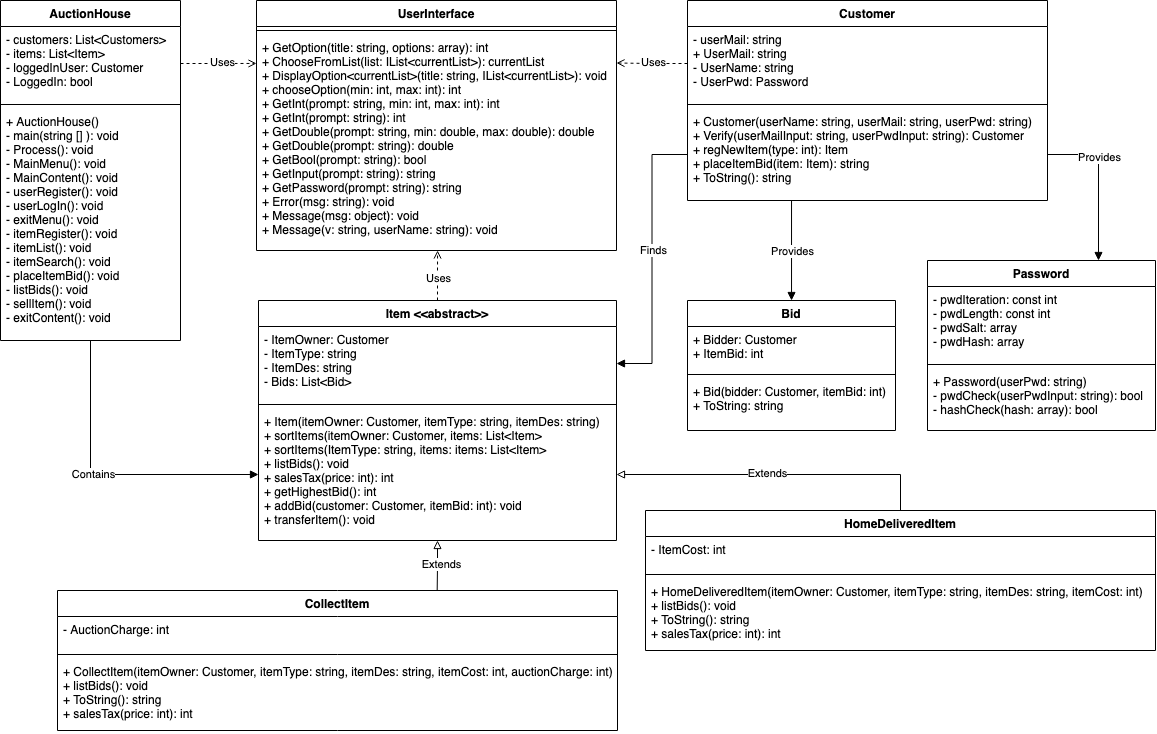 AuctionHouse
- customers: List<Customers>
- items: List<Item>
- loggedInUser: Customer
- LoggedIn: bool
+ AuctionHouse()
- main(string [] ): void
- Process(): void
- MainMenu(): void
- MainContent(): void
- userRegister(): void
- userLogIn(): void
- exitMenu(): void
- itemRegister(): void
- itemList(): void
- itemSearch(): void
- placeItemBid(): void
- listBids(): void
- sellItem(): void
- exitContent(): void
Uses
UserInterface
+ GetOption(title: string, options: array): int
+ ChooseFromList(list: IList<currentList>): currentList
+ DisplayOption<currentList>(title: string, IList<currentList>): void
+ chooseOption(min: int, max: int): int
+ GetInt(prompt: string, min: int, max: int): int
+ GetInt(prompt: string): int
+ GetDouble(prompt: string, min: double, max: double): double
+ GetDouble(prompt: string): double
+ GetBool(prompt: string): bool
+ GetInput(prompt: string): string
+ GetPassword(prompt: string): string
+ Error(msg: string): void
+ Message(msg: object): void
+ Message(v: string, userName: string): void
Uses
Customer
- userMail: string
+ UserMail: string
- UserName: string
- UserPwd: Password
+ Customer(userName: string, userMail: string, userPwd: string)
+ Verify(userMailInput: string, userPwdInput: string): Customer
+ regNewItem(type: int): Item
+ placeItemBid(item: Item): string
+ ToString(): string
Provides
Finds
Provides
Uses
Item <<abstract>>
- ItemOwner: Customer
- ItemType: string
- ItemDes: string
- Bids: List<Bid>
+ Item(itemOwner: Customer, itemType: string, itemDes: string)
+ sortItems(itemOwner: Customer, items: List<Item>
+ sortItems(ItemType: string, items: items: List<Item>
+ listBids(): void
+ salesTax(price: int): int
+ getHighestBid(): int
+ addBid(customer: Customer, itemBid: int): void
+ transferItem(): void
Bid
+ Bidder: Customer
+ ItemBid: int
+ Bid(bidder: Customer, itemBid: int)
+ ToString: string
Password
- pwdIteration: const int
- pwdLength: const int
- pwdSalt: array
- pwdHash: array
+ Password(userPwd: string)
- pwdCheck(userPwdInput: string): bool
- hashCheck(hash: array): bool
Contains
Extends
Extends
HomeDeliveredItem
- ItemCost: int
+ HomeDeliveredItem(itemOwner: Customer, itemType: string, itemDes: string, itemCost: int)
+ listBids(): void
+ ToString(): string
+ salesTax(price: int): int
CollectItem
- AuctionCharge: int
+ CollectItem(itemOwner: Customer, itemType: string, itemDes: string, itemCost: int, auctionCharge: int)
+ listBids(): void
+ ToString(): string
+ salesTax(price: int): int